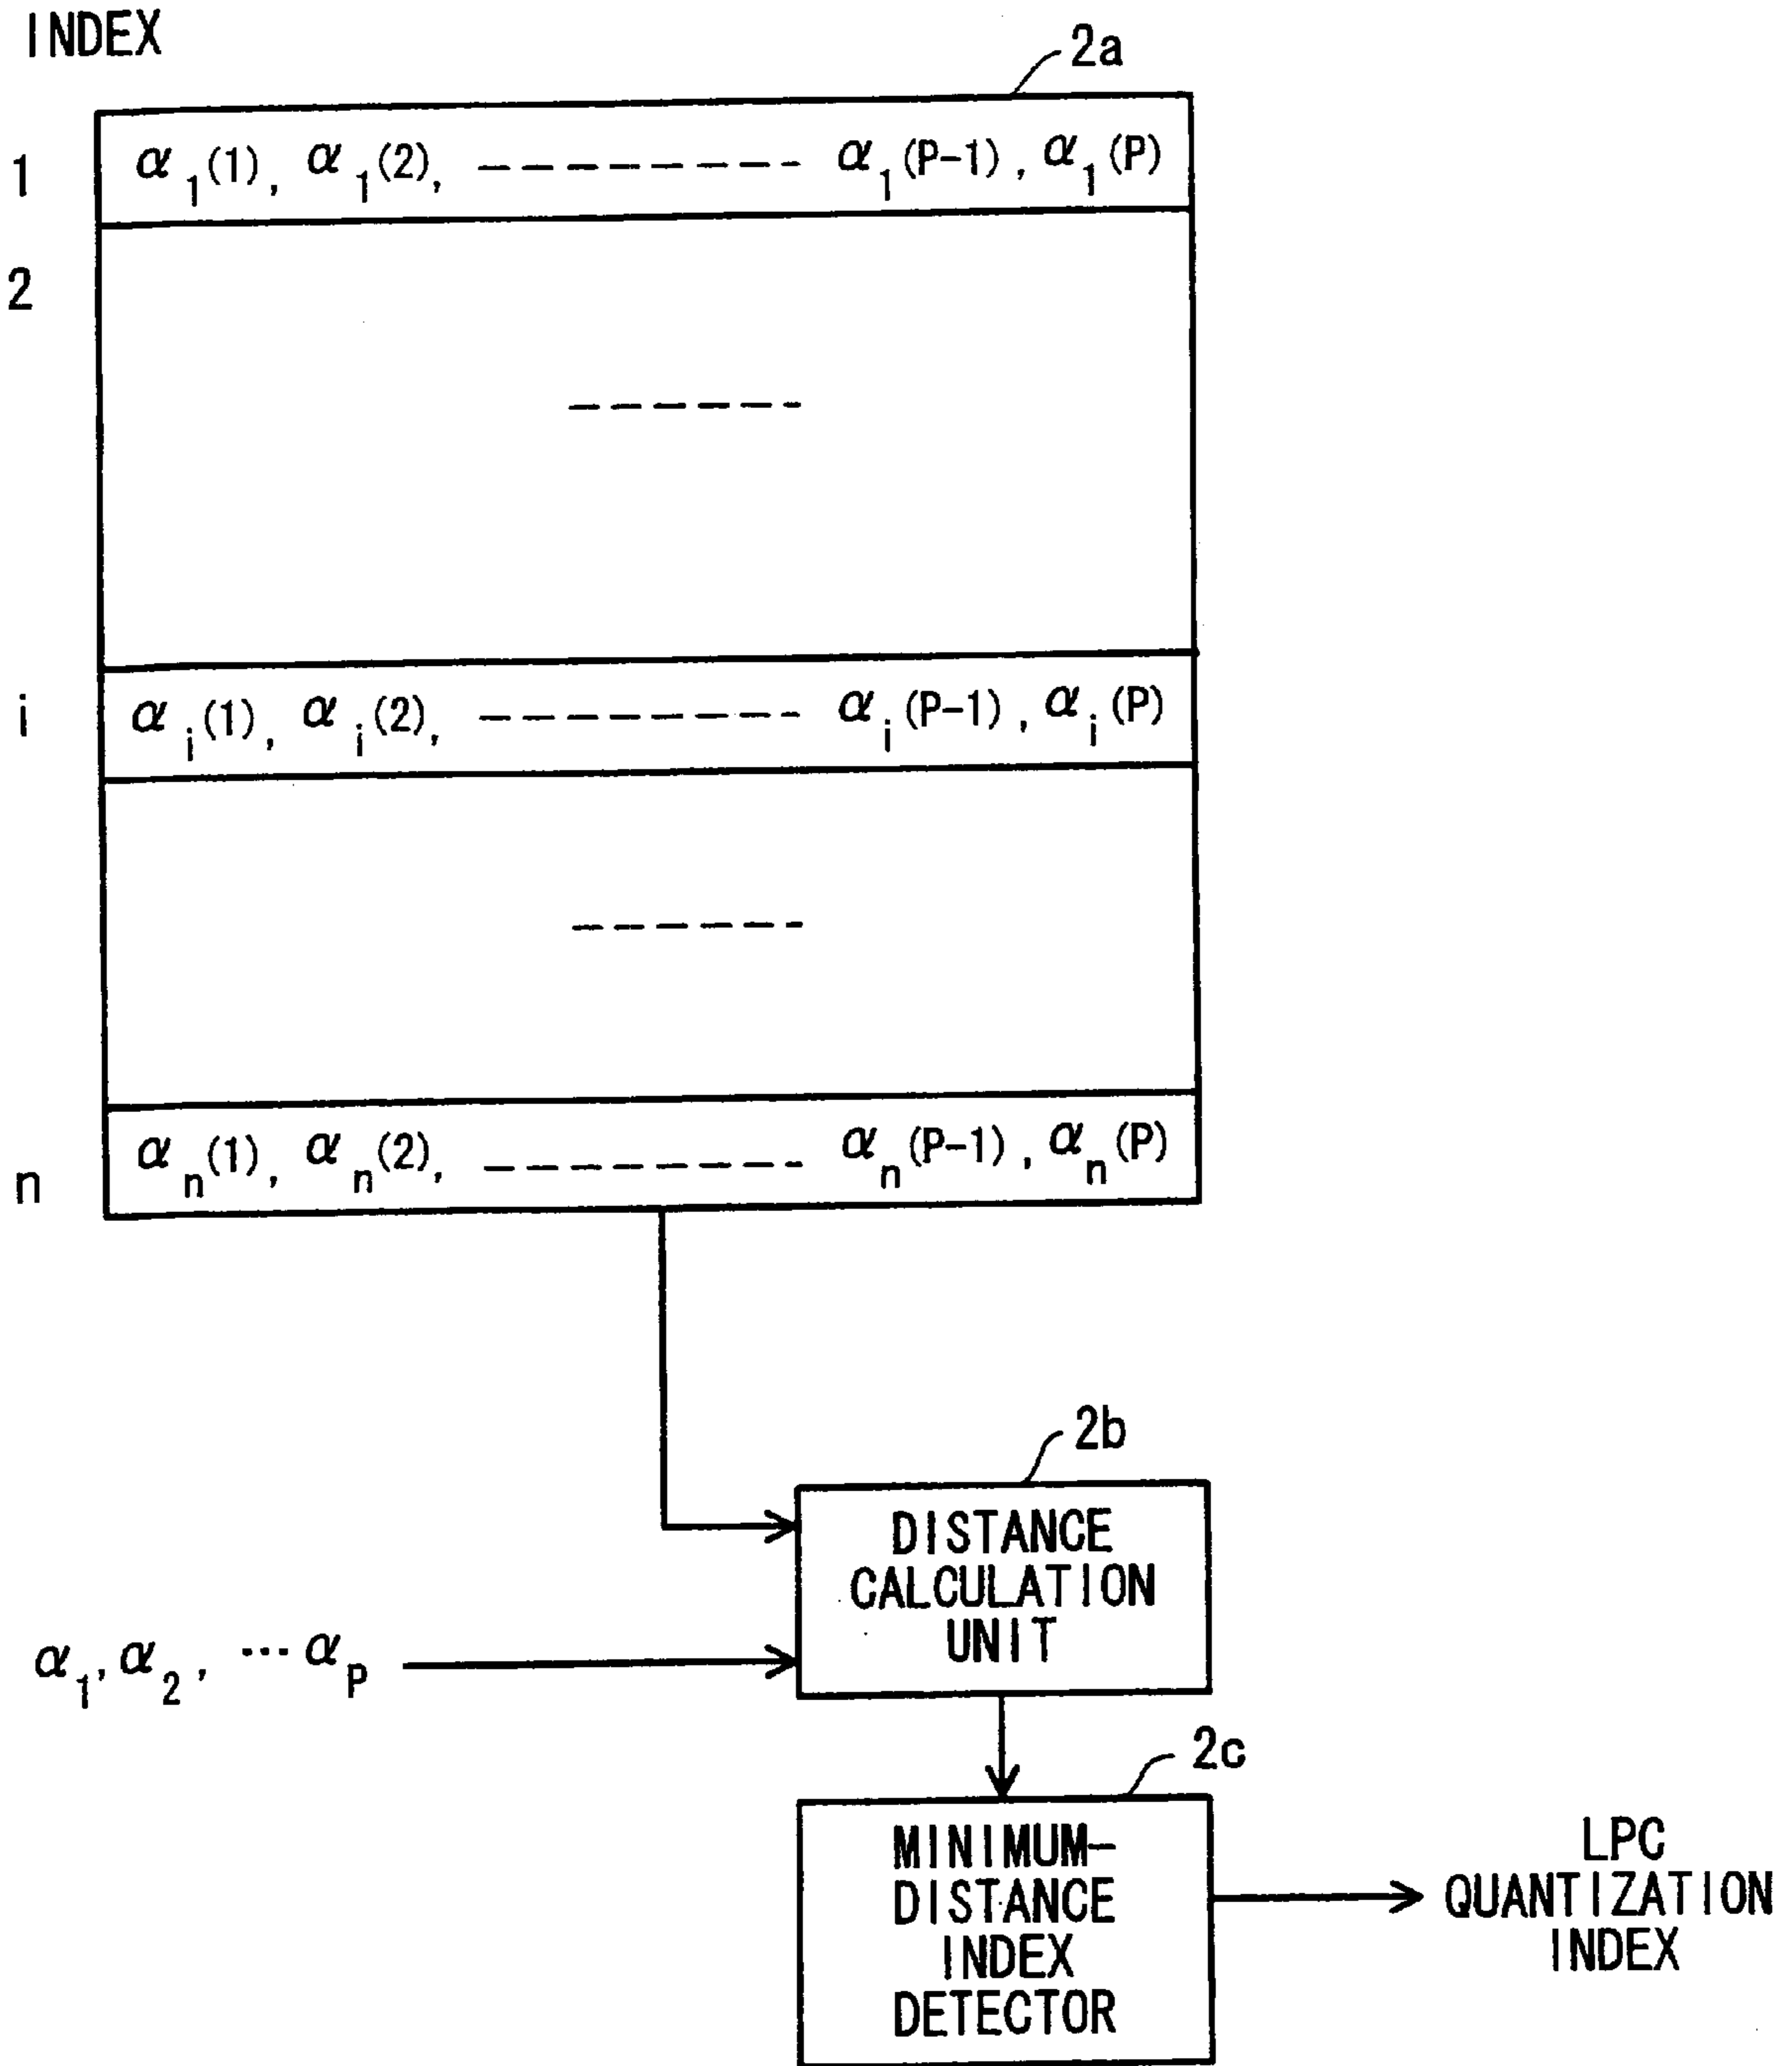 INDEX
2a
1 α₁(1), α₁(2), ---------- α₁(P-1), α₁(P)
2
------
i αᵢ(1), αᵢ(2), ---------- αᵢ(P-1), αᵢ(P)
------
n αₙ(1), αₙ(2), ---------- αₙ(P-1), αₙ(P)
2b
DISTANCE
CALCULATION
UNIT
α₁, α₂, ··· α_P
2c
MINIMUM-
DISTANCE
INDEX
DETECTOR
LPC
QUANTIZATION
INDEX